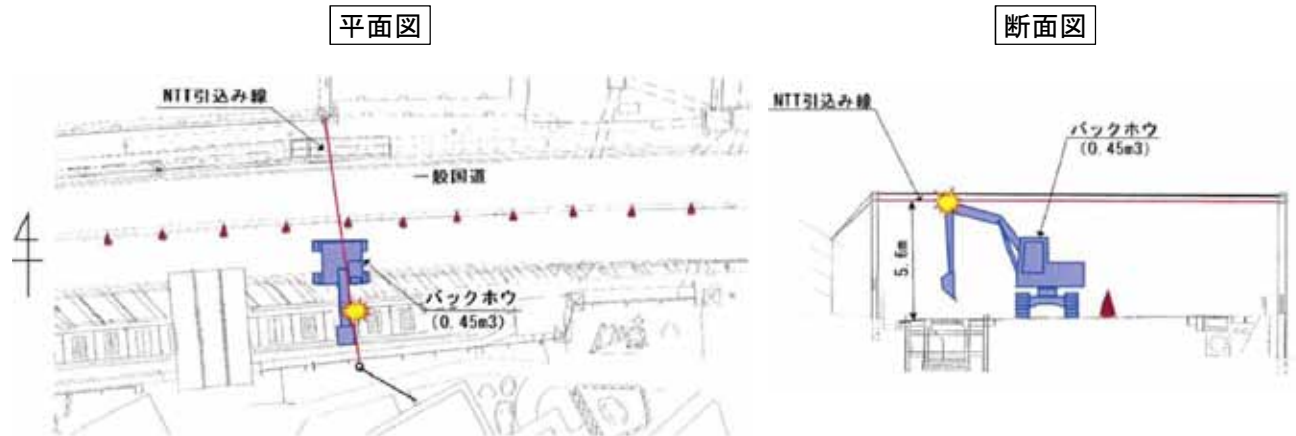 平面図
NTT引込み線
一般国道
バックホウ
(0.45m3)
断面図
NTT引込み線
バックホウ
(0.45m3)
5.6m